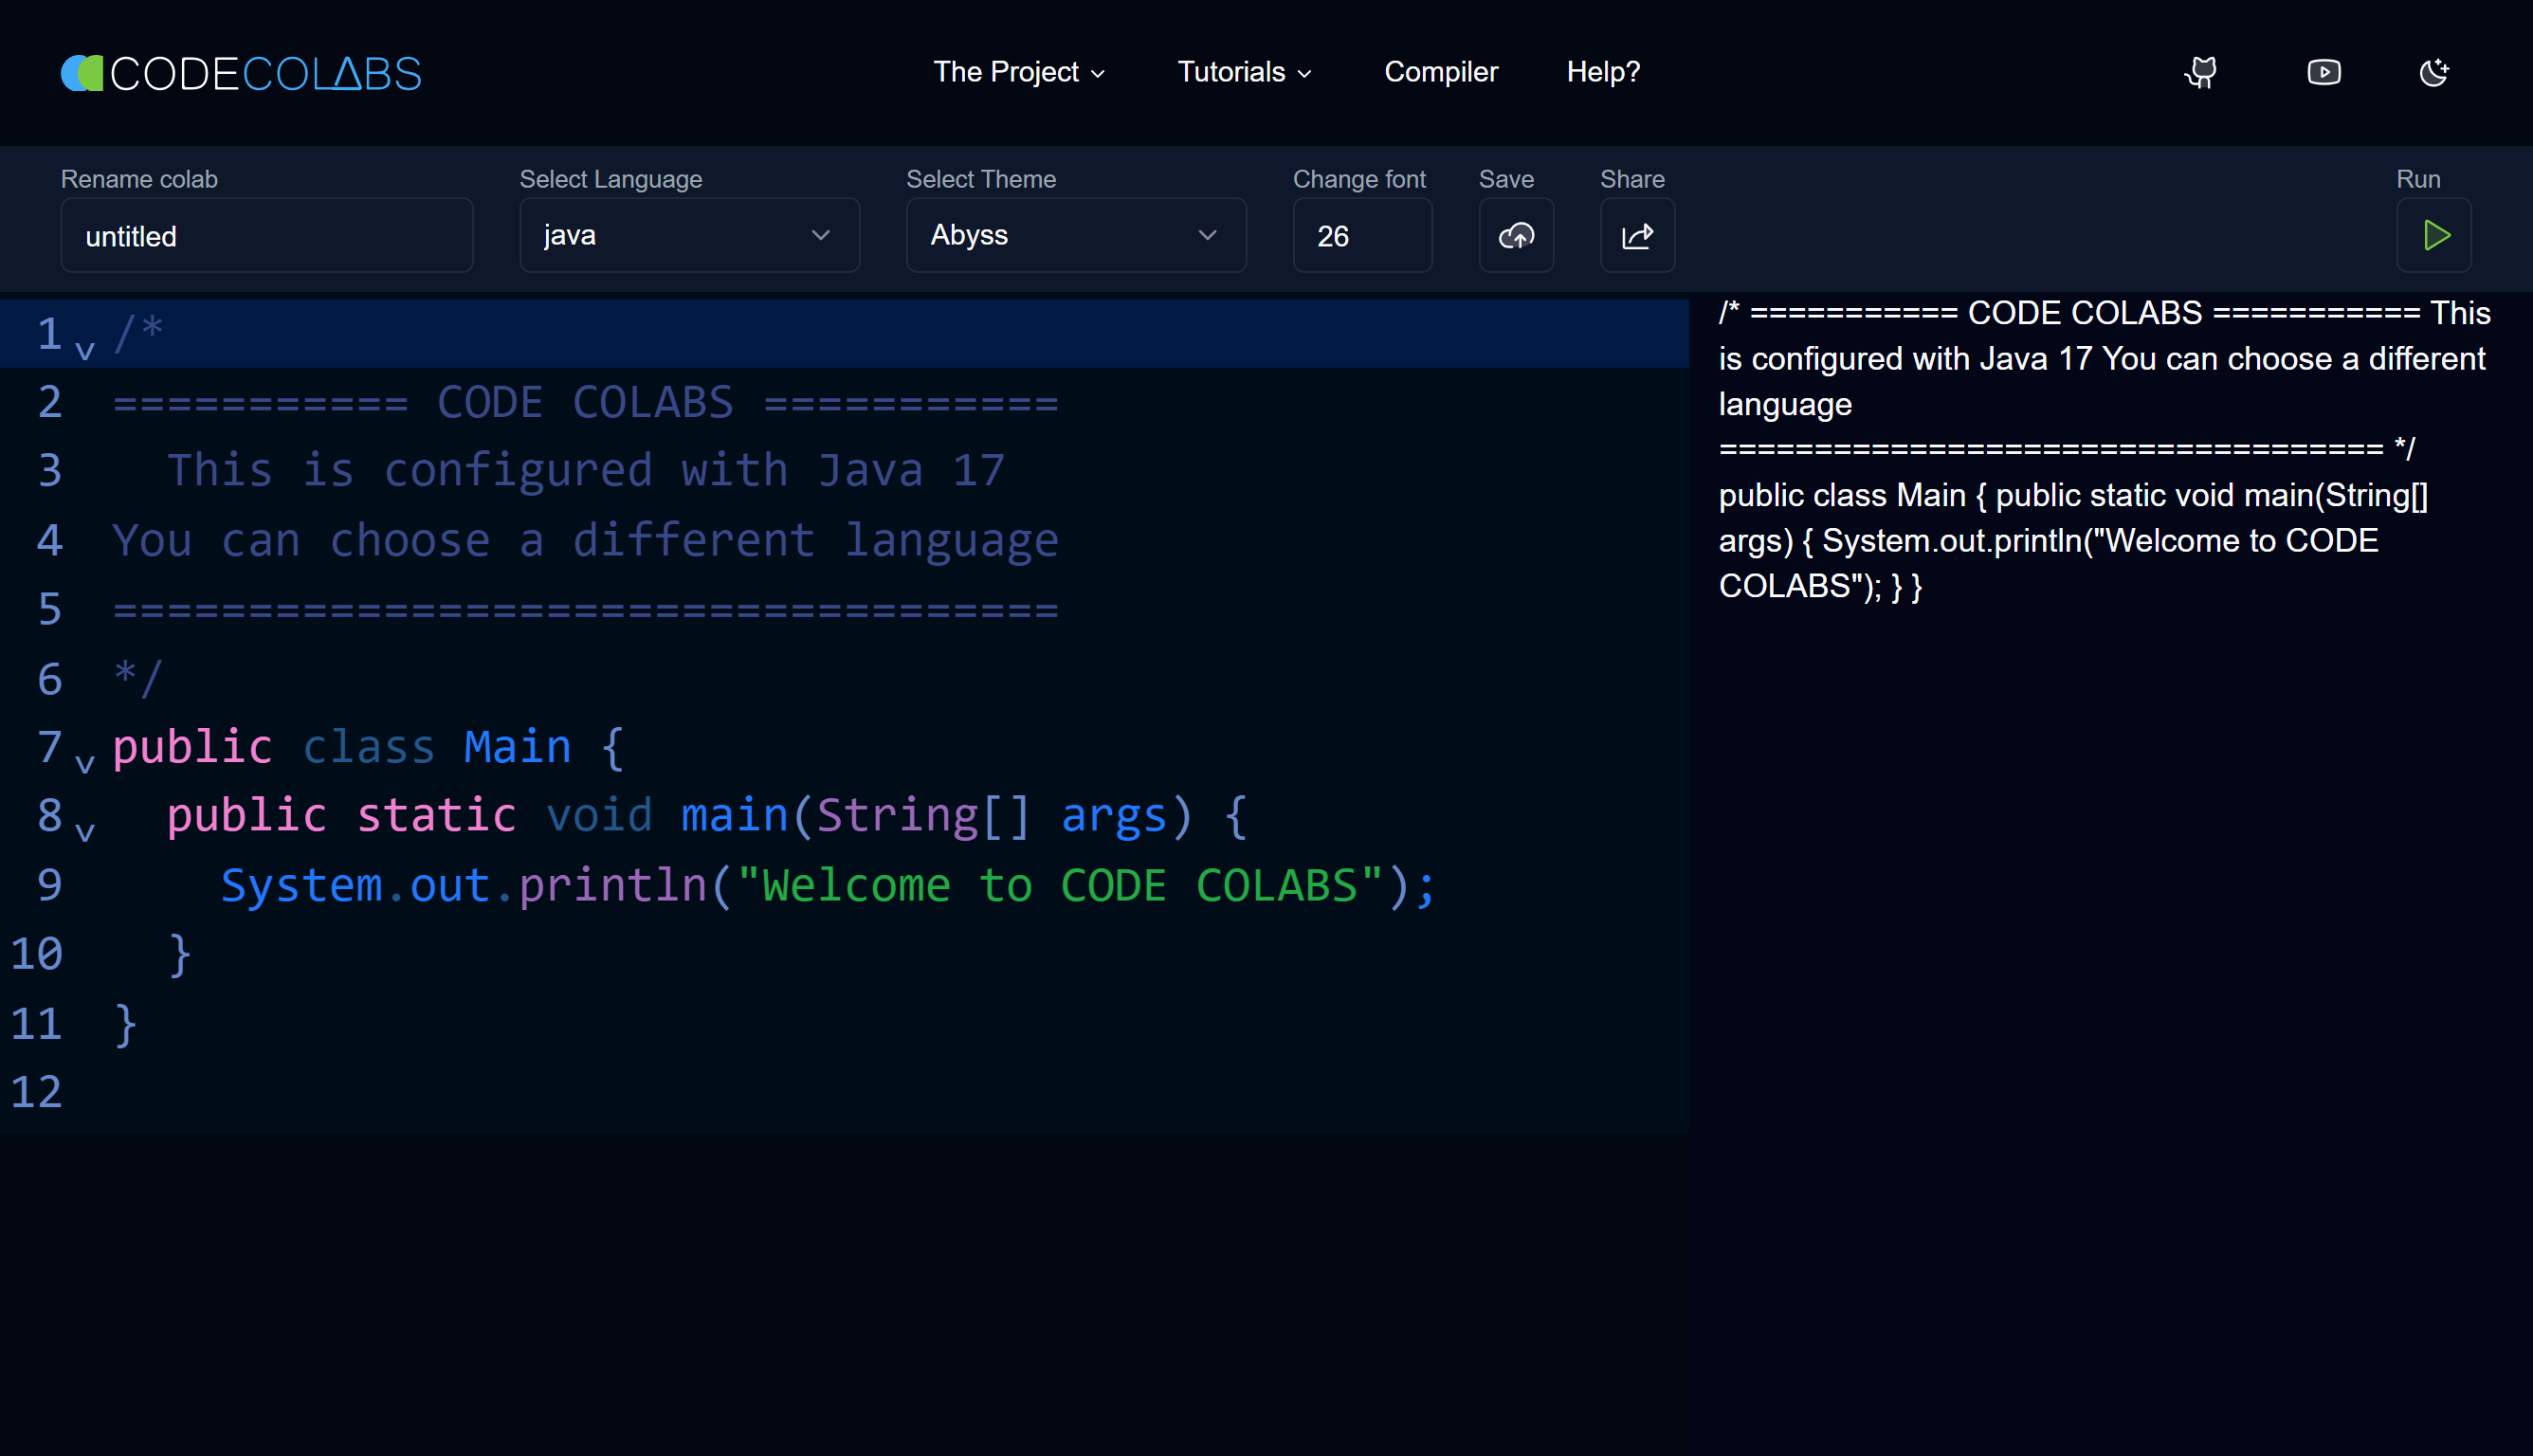 CODECOLABS
The Project Tutorials Compiler Help?
Rename colab Select Language Select Theme Change font Save Share Run
untitled java Abyss 26
1 /*
2 =========== CODE COLABS ===========
3 This is configured with Java 17
4 You can choose a different language
5 ===================================
6 */
7 public class Main {
8 public static void main(String[] args) {
9 System.out.println("Welcome to CODE COLABS");
10 }
11 }
12
/* =========== CODE COLABS =========== This
is configured with Java 17 You can choose a different
language
=================================== */
public class Main { public static void main(String[]
args) { System.out.println("Welcome to CODE
COLABS"); } }